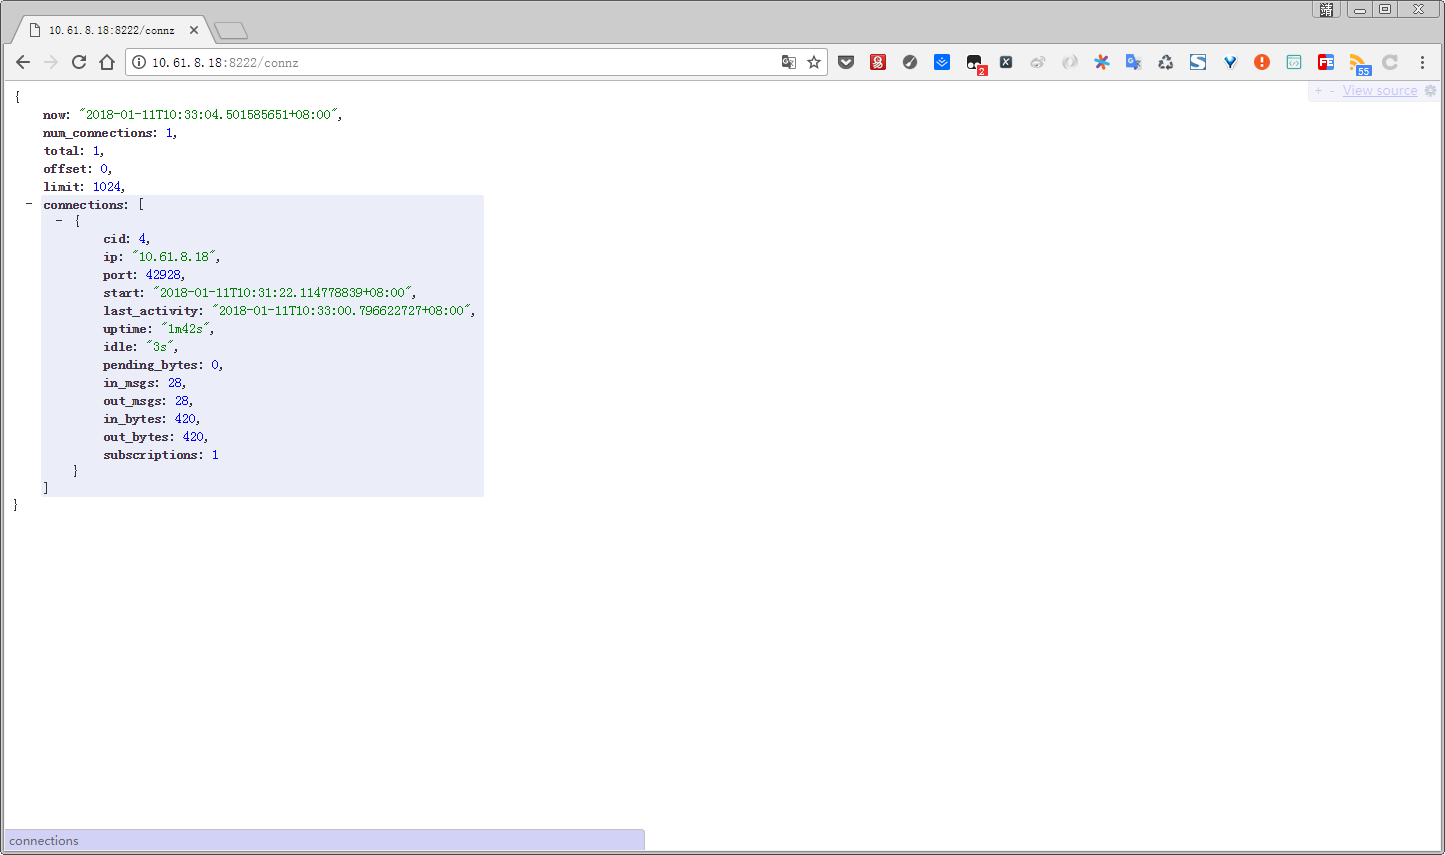 靖
10.61.8.18:8222/connz
10.61.8.18:8222/connz
2
FE
55
+ - View source
{
now: "2018-01-11T10:33:04.501585651+08:00",
num_connections: 1,
total: 1,
offset: 0,
limit: 1024,
- connections: [
- {
cid: 4,
ip: "10.61.8.18",
port: 42928,
start: "2018-01-11T10:31:22.114778839+08:00",
last_activity: "2018-01-11T10:33:00.796622727+08:00",
uptime: "1m42s",
idle: "3s",
pending_bytes: 0,
in_msgs: 28,
out_msgs: 28,
in_bytes: 420,
out_bytes: 420,
subscriptions: 1
}
]
}
connections